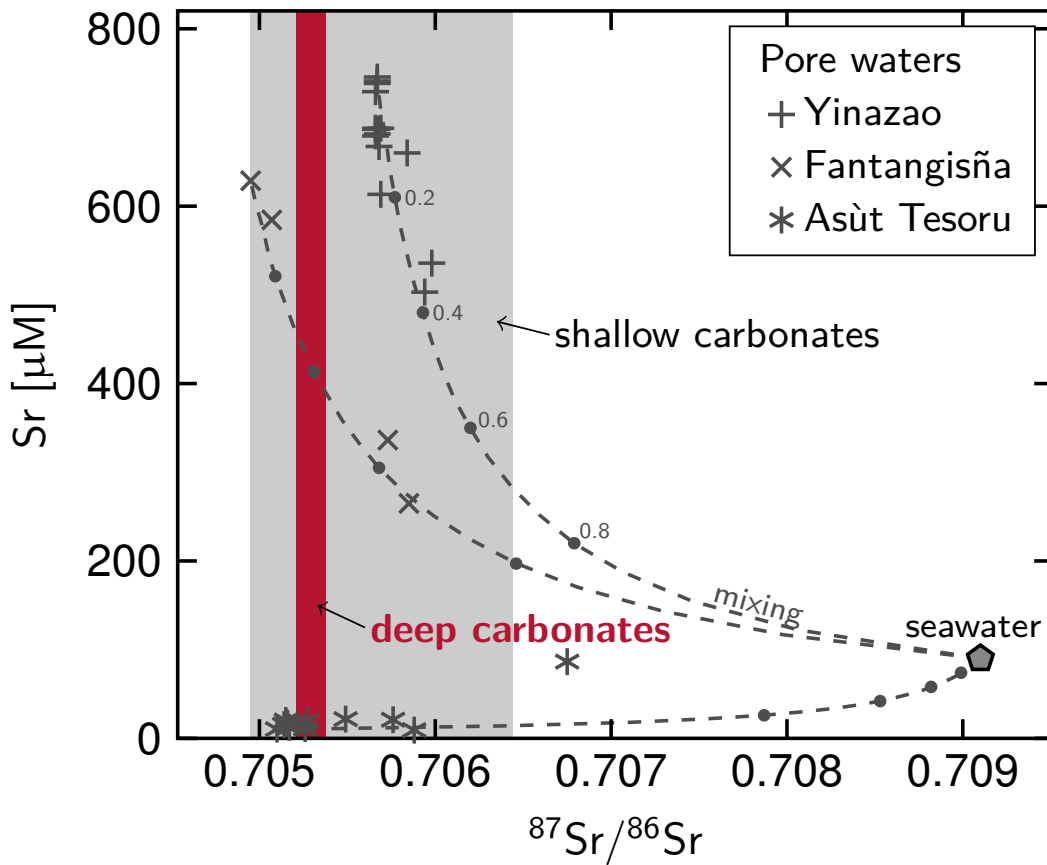 800
600
400
200
0
Sr [μM]
Pore waters
Yinazao
Fantangisña
Asùt Tesoru
0.2
0.4
0.6
0.8
shallow carbonates
mixing
seawater
deep carbonates
0.705 0.706 0.707 0.708 0.709
⁸⁷Sr/⁸⁶Sr